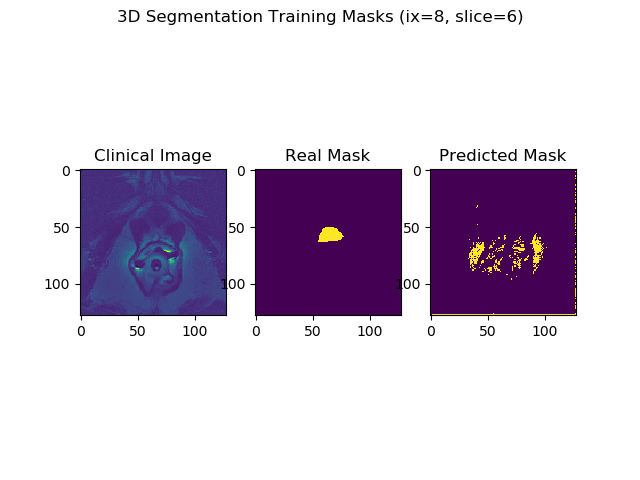 3D Segmentation Training Masks (ix=8, slice=6)
Clinical Image Real Mask Predicted Mask
0 0 0
50 50 50
100 100 100
0 50 100 0 50 100 0 50 100